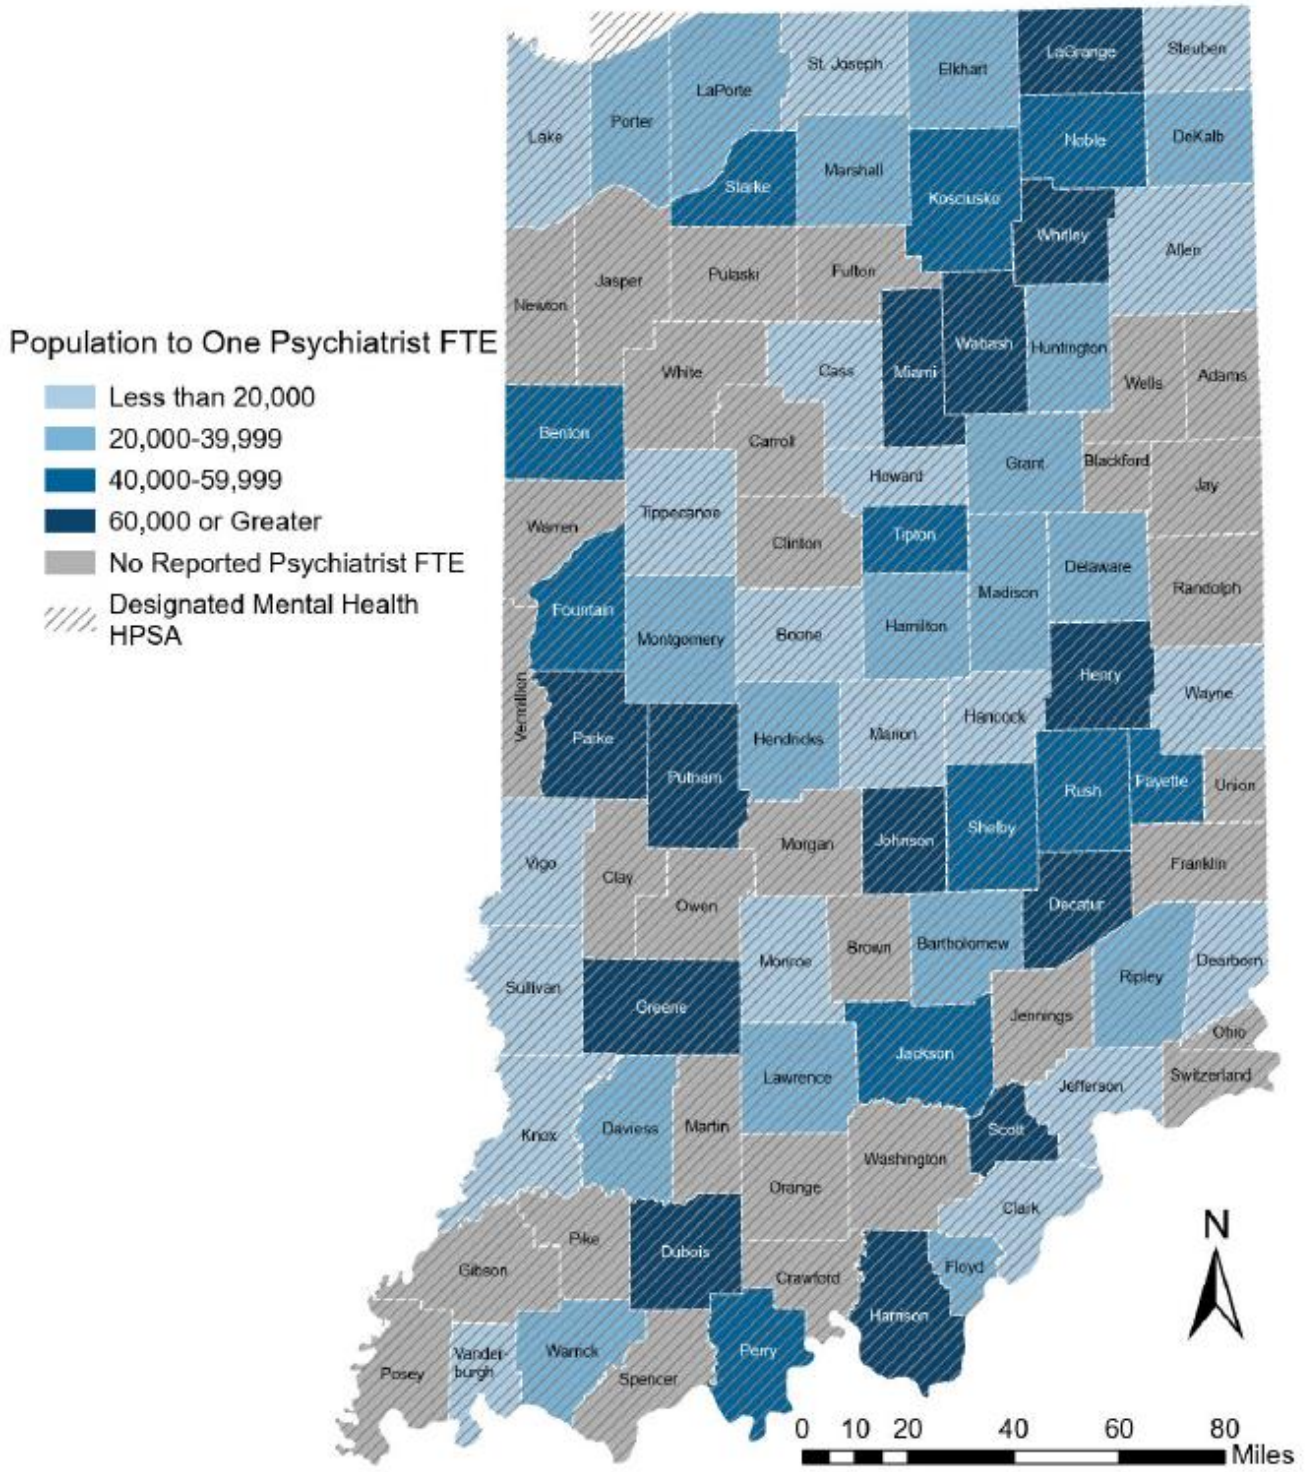 LaGrange
Steuben
St. Joseph
Elkhart
LaPorte
Porter
Lake
Noble
DeKalb
Marshall
Starke
Kosciusko
Whitley
Allen
Jasper
Pulaski
Fulton
Newton
Population to One Psychiatrist FTE
Less than 20,000
20,000-39,999
40,000-59,999
60,000 or Greater
No Reported Psychiatrist FTE
Designated Mental Health
HPSA
White
Cass
Miami
Wabash
Huntington
Wells
Adams
Benton
Carroll
Howard
Grant
Blackford
Jay
Tippecanoe
Warren
Clinton
Tipton
Delaware
Madison
Randolph
Fountain
Montgomery
Boone
Hamilton
Henry
Wayne
Vermillion
Parke
Putnam
Hendricks
Marion
Hancock
Rush
Fayette
Union
Shelby
Johnson
Morgan
Vigo
Clay
Franklin
Owen
Decatur
Monroe
Brown
Bartholomew
Dearborn
Ripley
Sullivan
Greene
Jennings
Ohio
Jackson
Lawrence
Jefferson
Switzerland
Knox
Daviess
Martin
Scott
Washington
Orange
Clark
Pike
Dubois
Gibson
Crawford
Floyd
Harrison
Posey
Vander-
burgh
Warrick
Spencer
Perry
N
0 10 20 40 60 80
Miles